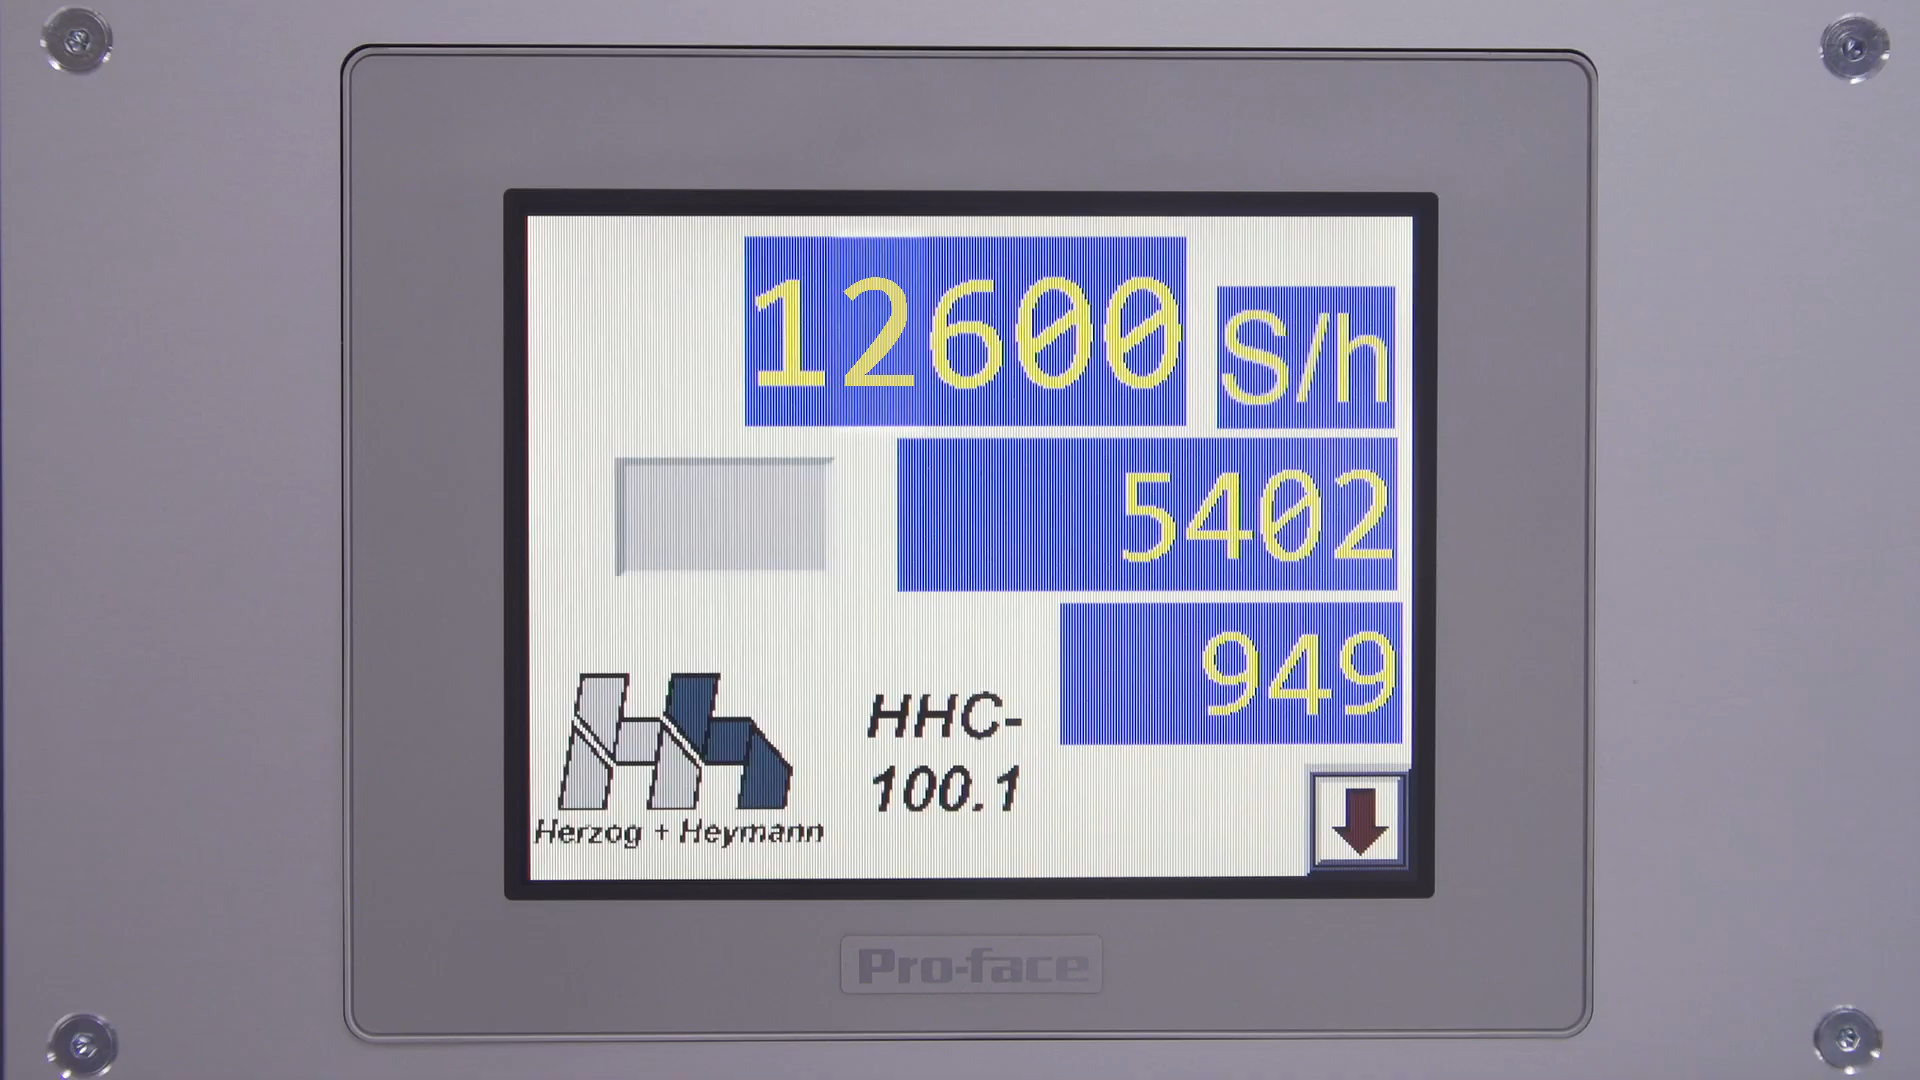 12600 S/h
5402
949
HHC-
100.1
Herzog + Heymann
Pro-face